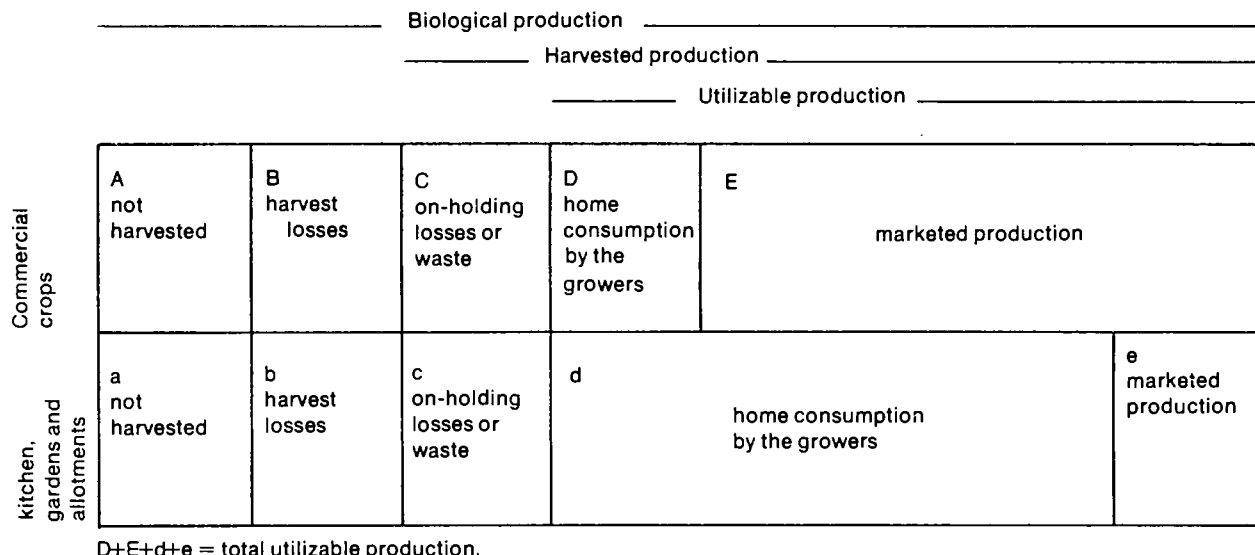 Biological production
Harvested production
Utilizable production
Commercial
crops
A
not
harvested
B
harvest
losses
C
on-holding
losses or
waste
D
home
consumption
by the
growers
E
marketed production
kitchen,
gardens and
allotments
a
not
harvested
b
harvest
losses
c
on-holding
losses or
waste
d
home consumption
by the growers
e
marketed
production
D+E+d+e = total utilizable production.